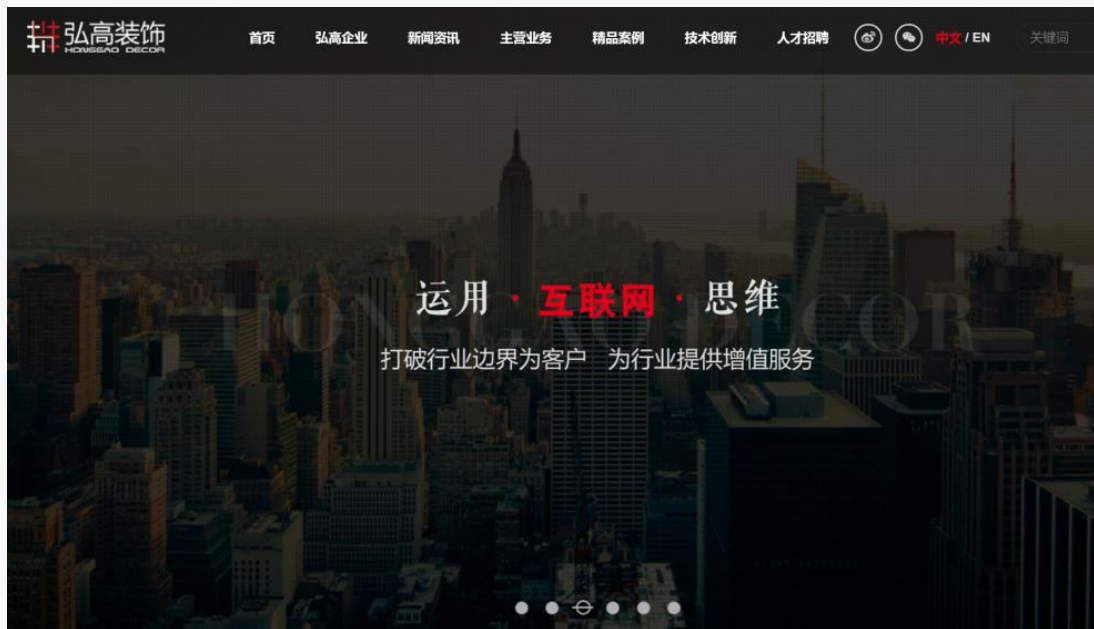 弘高装饰
HONGGAO DECOR
首页 弘高企业 新闻资讯 主营业务 精品案例 技术创新 人才招聘 中文 / EN 关键词
HONGGAO DECOR
运用 · 互联网 · 思维
打破行业边界为客户 为行业提供增值服务